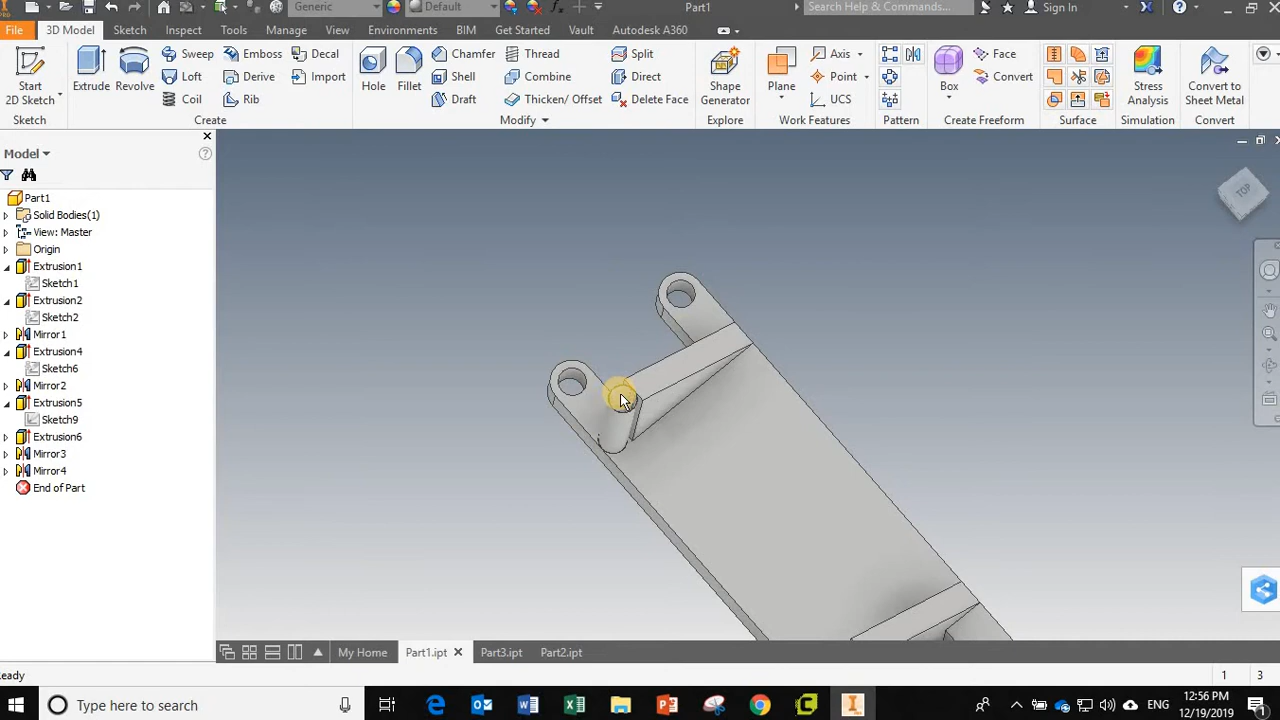 PRO Generic Default Part1 Search Help & Commands... Sign In
File 3D Model Sketch Inspect Tools Manage View Environments Get Started Vault Autodesk A360
Sweep Emboss Decal Chamfer Thread Split Axis Face
Loft Derive Import Shell Combine Direct Point Convert
Start
2D Sketch Extrude Revolve Hole Fillet Shape
Generator Plane Box Stress
Analysis Convert to
Sheet Metal
Coil Rib Draft Thicken/ Offset Delete Face UCS
Sketch Create Modify Explore Work Features Pattern Create Freeform Surface Simulation Convert
Model
Part1
Solid Bodies(1)
View: Master
Origin
Extrusion1
Sketch1
Extrusion2
Sketch2
Mirror1
Extrusion4
Sketch6
Mirror2
Extrusion5
Sketch9
Extrusion6
Mirror3
Mirror4
End of Part
TOP
My Home Part1.ipt Part3.ipt Part2.ipt
eady 1 3
Type here to search ENG 12:56 PM
12/19/2019